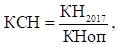 КСН = КН2017 / КНоп ,